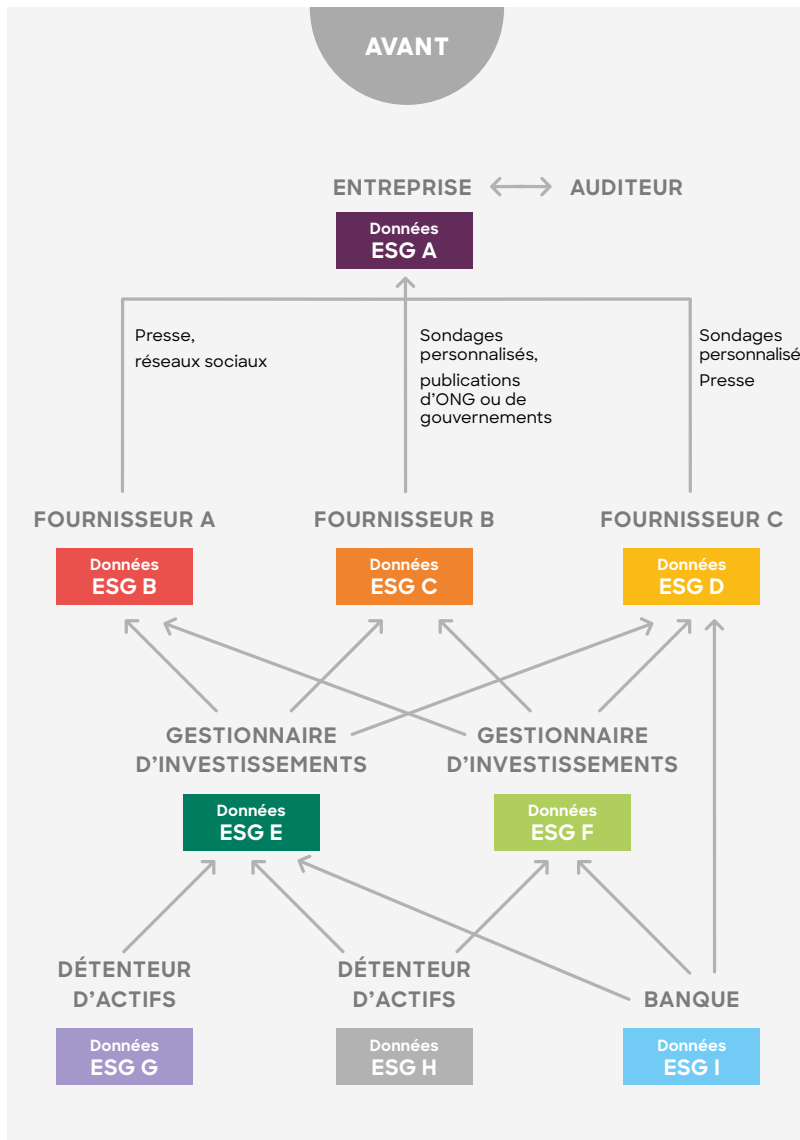 AVANT
ENTREPRISE
AUDITEUR
Données
ESG A
Presse,
réseaux sociaux
Sondages
personnalisés,
publications
d'ONG ou de
gouvernements
Sondages
personnalisé
Presse
FOURNISSEUR A
FOURNISSEUR B
FOURNISSEUR C
Données
ESG B
Données
ESG C
Données
ESG D
GESTIONNAIRE
D'INVESTISSEMENTS
GESTIONNAIRE
D'INVESTISSEMENTS
Données
ESG E
Données
ESG F
DÉTENTEUR
D'ACTIFS
DÉTENTEUR
D'ACTIFS
BANQUE
Données
ESG G
Données
ESG H
Données
ESG I